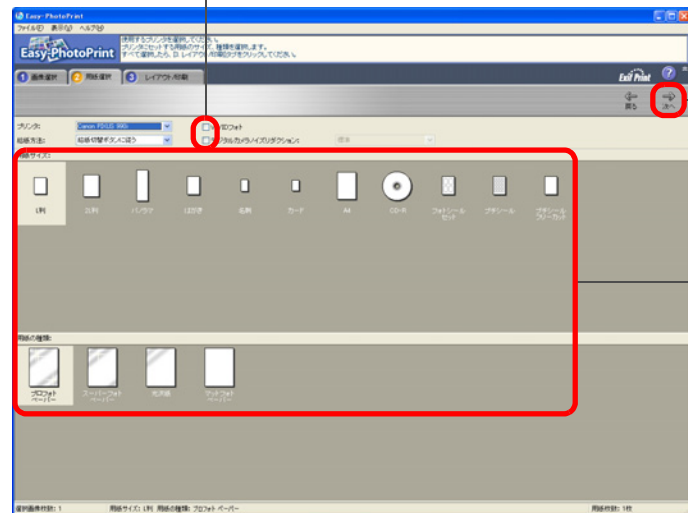 Easy-PhotoPrint
ファイル(F) 表示(V) ヘルプ(H)
使用するプリンタを選択してください。
プリンタにセットする用紙のサイズ、種類を選択します。
すべて選択したら、[3. レイアウト/印刷]タブをクリックしてください。
Easy-PhotoPrint
1 画像選択 2 用紙選択 3 レイアウト/印刷
Exif Print
?
戻る 次へ
プリンタ:
給紙方法: 給紙切替ボタンに従う デジタルカメラノイズリダクション: 標準
用紙サイズ:
L判 2L判 パノラマ はがき 名刺 カード A4 CD-R フォトシールセット プチシール プチシールフリーカット
用紙の種類:
プロフォトペーパー スーパーフォトペーパー 光沢紙 マットフォトペーパー
選択画像枚数: 1 用紙サイズ: L判 用紙の種類: プロフォトペーパー 用紙枚数: 1枚